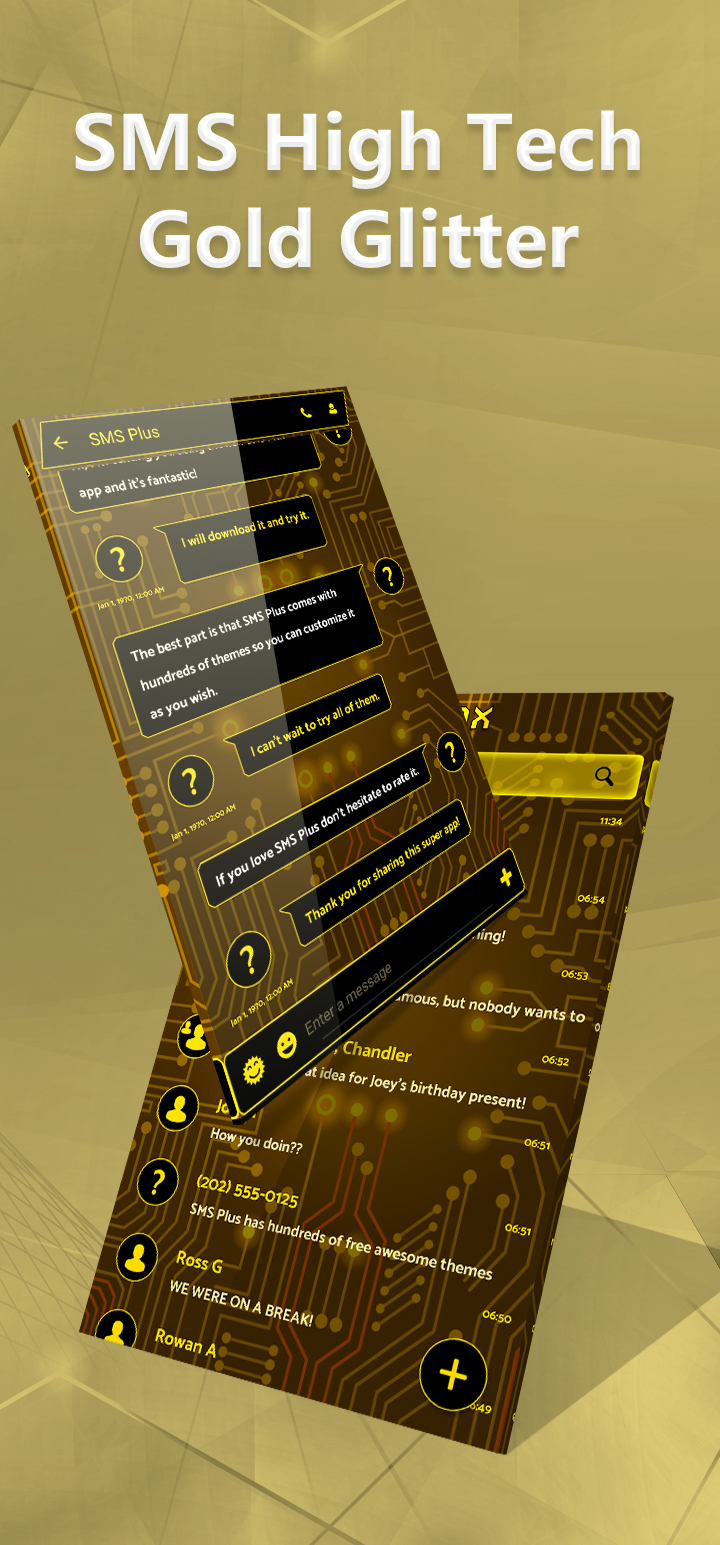 SMS High Tech
Gold Glitter
SMS Plus
app and it's fantastic!
I will download it and try it.
Jan 1, 1970, 12:00 AM
The best part is that SMS Plus comes with
hundreds of themes so you can customize it
as you wish.
I can't wait to try all of them.
Jan 1, 1970, 12:00 AM
If you love SMS Plus don't hesitate to rate it.
Thank you for sharing this super app!
Jan 1, 1970, 12:00 AM
Enter a message
11:34
06:54
06:53
but nobody wants to
06:52
Chandler
idea for Joey's birthday present!
06:51
How you doin??
(202) 555-0125
06:51
SMS Plus has hundreds of free awesome themes
Ross G
06:50
WE WERE ON A BREAK!
Rowan A